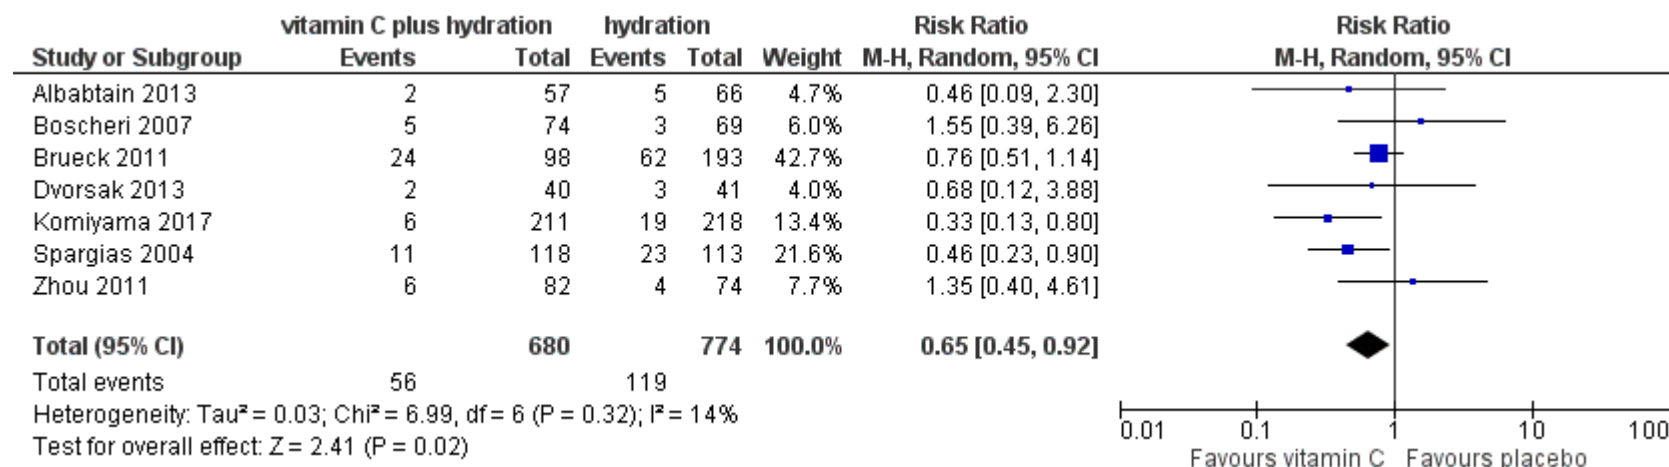 vitamin C plus hydration hydration Risk Ratio Risk Ratio
Study or Subgroup Events Total Events Total Weight M-H, Random, 95% CI M-H, Random, 95% CI
Albabtain 2013 2 57 5 66 4.7% 0.46 [0.09, 2.30]
Boscheri 2007 5 74 3 69 6.0% 1.55 [0.39, 6.26]
Brueck 2011 24 98 62 193 42.7% 0.76 [0.51, 1.14]
Dvorsak 2013 2 40 3 41 4.0% 0.68 [0.12, 3.88]
Komiyama 2017 6 211 19 218 13.4% 0.33 [0.13, 0.80]
Spargias 2004 11 118 23 113 21.6% 0.46 [0.23, 0.90]
Zhou 2011 6 82 4 74 7.7% 1.35 [0.40, 4.61]
Total (95% CI) 680 774 100.0% 0.65 [0.45, 0.92]
Total events 56 119
Heterogeneity: Tau² = 0.03; Chi² = 6.99, df = 6 (P = 0.32); I² = 14%
Test for overall effect: Z = 2.41 (P = 0.02)
0.01 0.1 1 10 100
Favours vitamin C Favours placebo